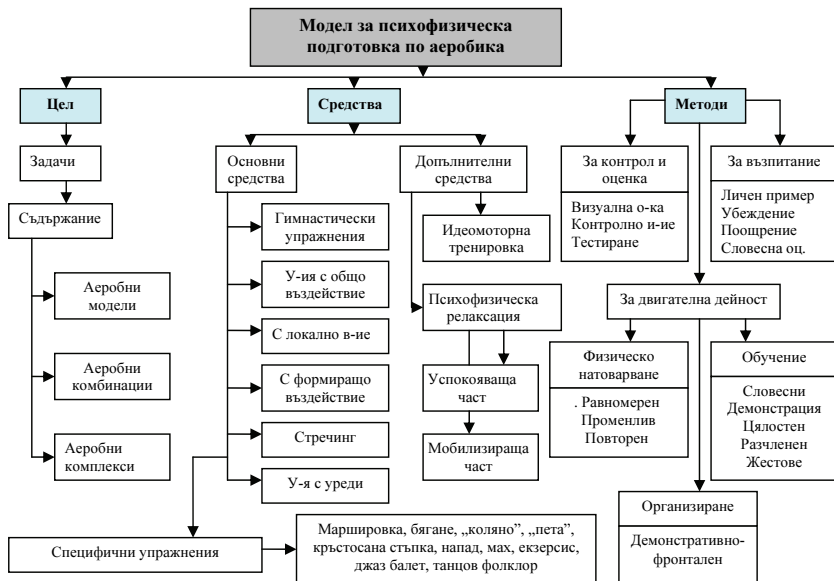 Модел за психофизическа
подготовка по аеробика
Цел
Средства
Методи
Задачи
Съдържание
Аеробни
модели
Аеробни
комбинации
Аеробни
комплекси
Основни
средства
Гимнастически
упражнения
У-ия с общо
въздействие
С локално в-ие
С формиращо
въздействие
Стречинг
У-я с уреди
Специфични упражнения
Маршировка, бягане, „коляно”, „пета”,
кръстосана стъпка, напад, мах, екзерсис,
джаз балет, танцов фолклор
Допълнителни
средства
Идеомоторна
тренировка
Психофизическа
релаксация
Успокояваща
част
Мобилизираща
част
За контрол и
оценка
Визуална о-ка
Контролно и-ие
Тестиране
За възпитание
Личен пример
Убеждение
Поощрение
Словесна оц.
За двигателна дейност
Физическо
натоварване
. Равномерен
Променлив
Повторен
Обучение
Словесни
Демонстрация
Цялостен
Разчленен
Жестове
Организиране
Демонстративно-
фронтален